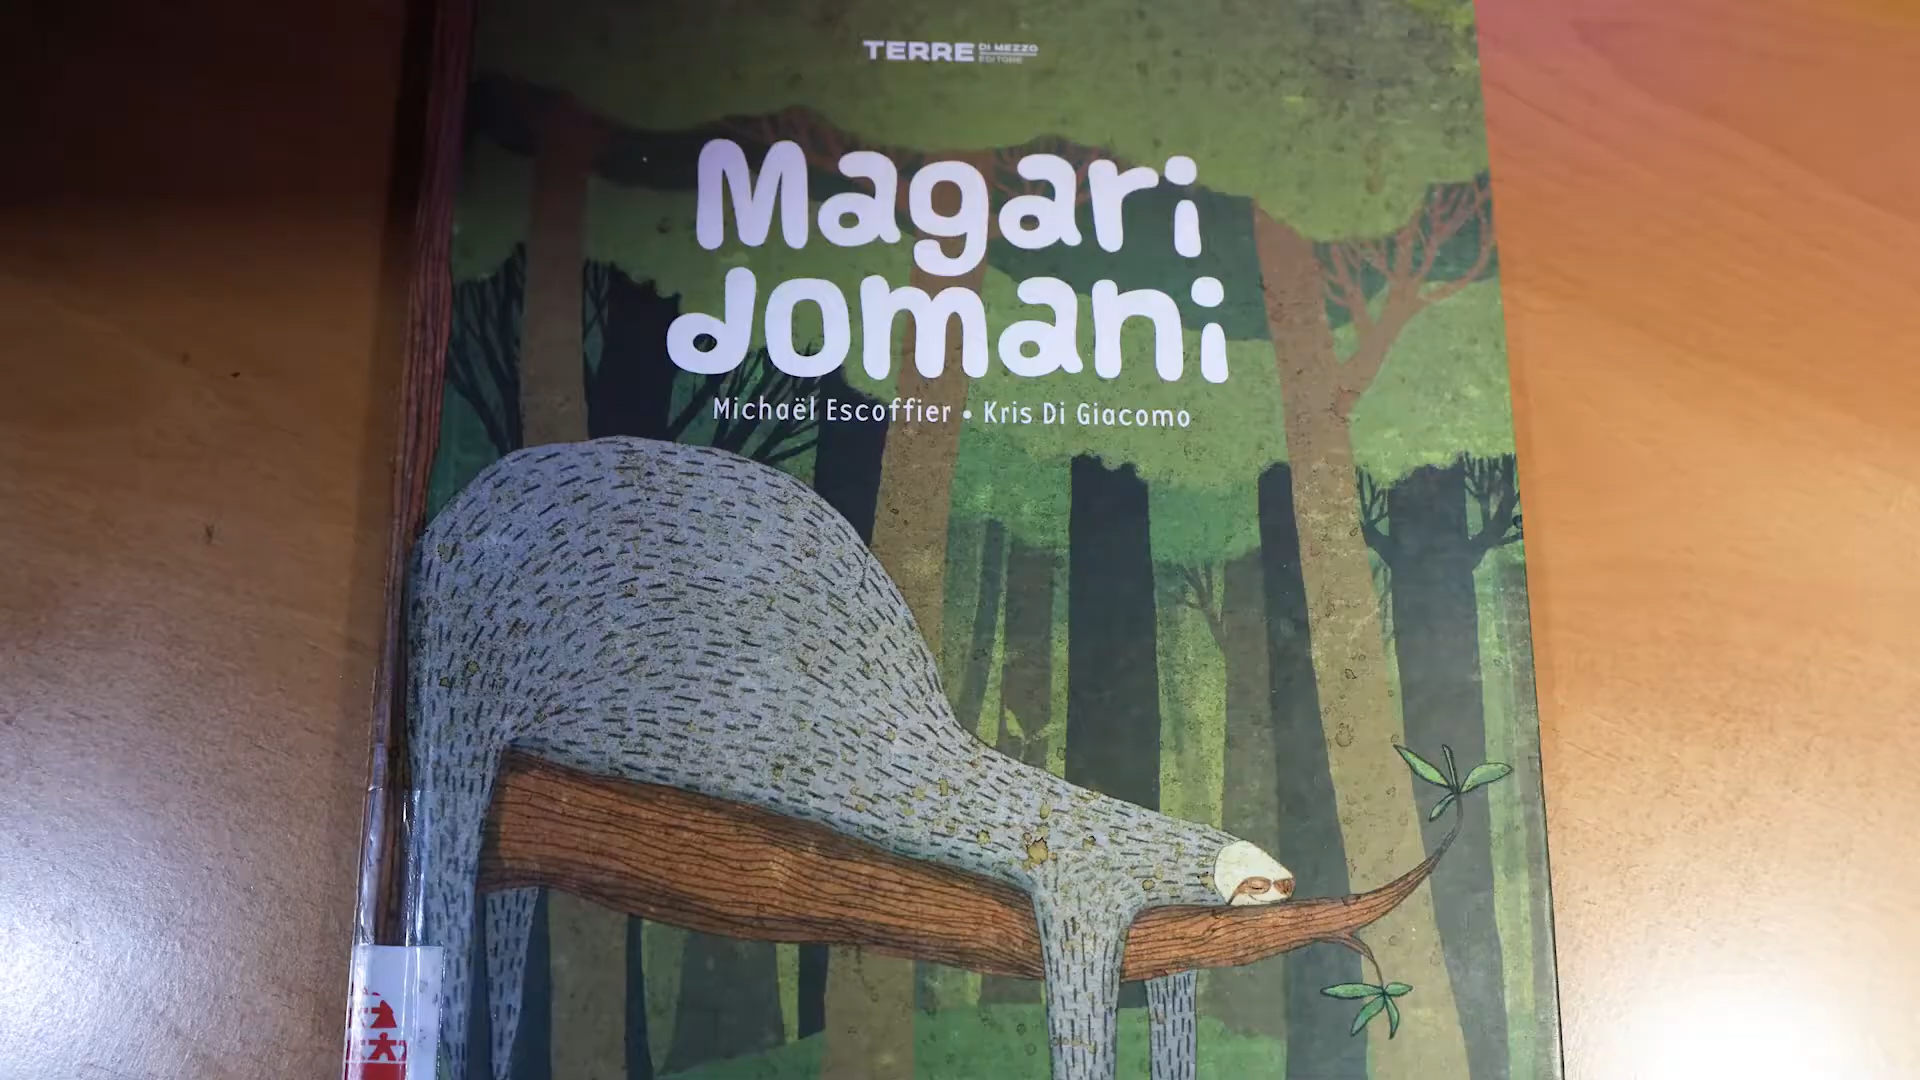 TERRE DI MEZZO
EDITORE
Magari
domani
Michaël Escoffier • Kris Di Giacomo